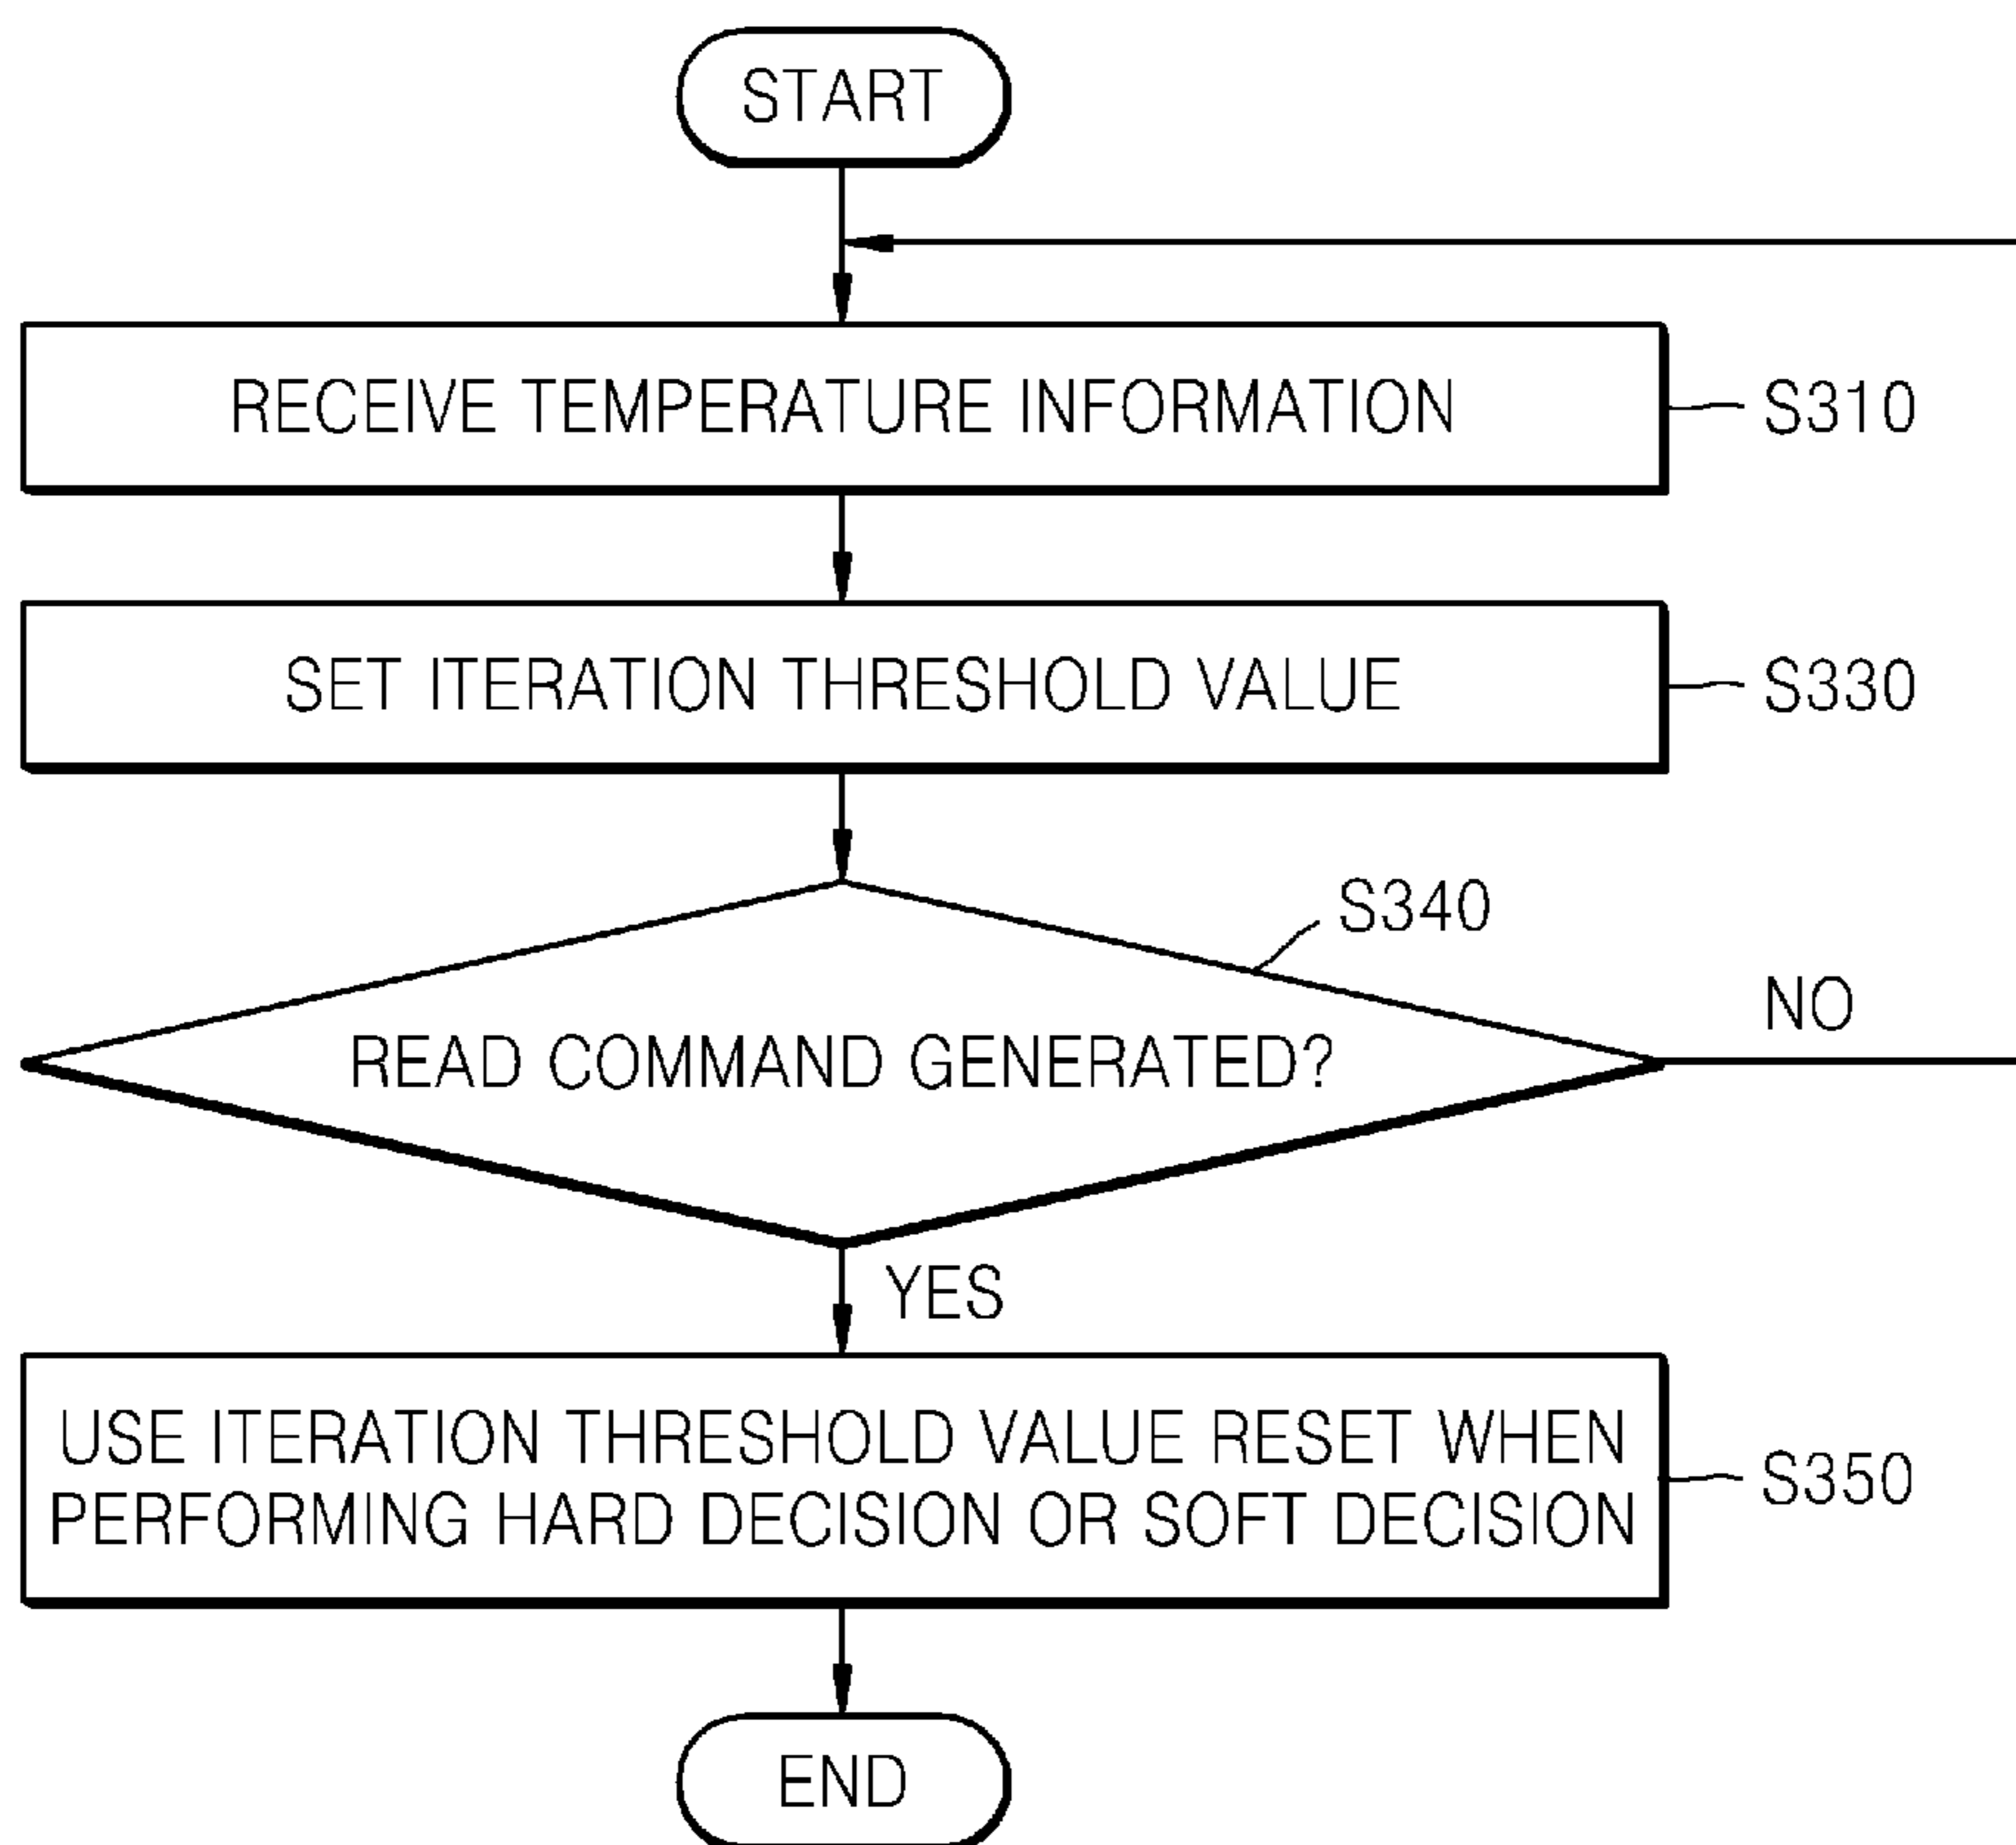 START
RECEIVE TEMPERATURE INFORMATION
S310
SET ITERATION THRESHOLD VALUE
S330
S340
READ COMMAND GENERATED?
NO
YES
USE ITERATION THRESHOLD VALUE RESET WHEN
PERFORMING HARD DECISION OR SOFT DECISION
S350
END